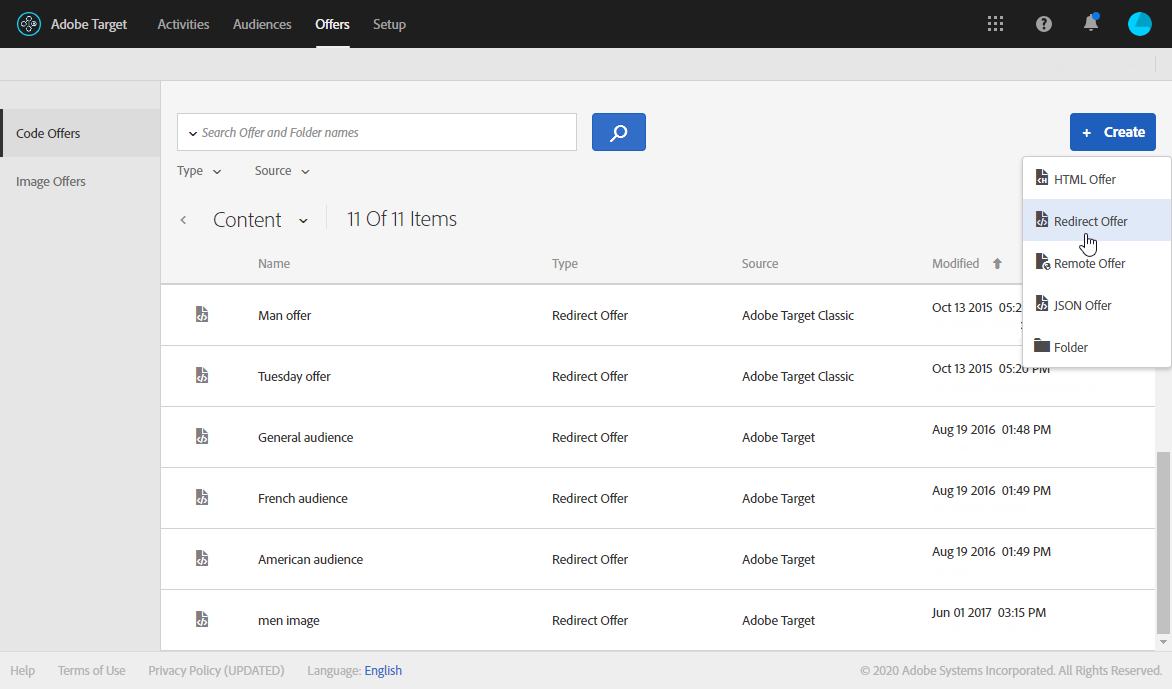 Adobe Target Activities Audiences Offers Setup
Code Offers
Image Offers
Search Offer and Folder names
+ Create
Type Source
HTML Offer
Redirect Offer
Remote Offer
JSON Offer
Folder
Content 11 Of 11 Items
Name Type Source Modified
Man offer Redirect Offer Adobe Target Classic Oct 13 2015 05:2
Tuesday offer Redirect Offer Adobe Target Classic Oct 13 2015 05:20 PM
General audience Redirect Offer Adobe Target Aug 19 2016 01:48 PM
French audience Redirect Offer Adobe Target Aug 19 2016 01:49 PM
American audience Redirect Offer Adobe Target Aug 19 2016 01:49 PM
men image Redirect Offer Adobe Target Jun 01 2017 03:15 PM
Help Terms of Use Privacy Policy (UPDATED) Language: English © 2020 Adobe Systems Incorporated. All Rights Reserved.